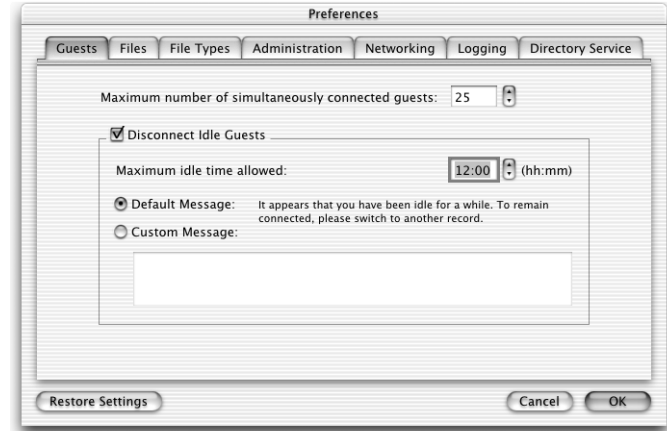 Preferences
Guests Files File Types Administration Networking Logging Directory Service
Maximum number of simultaneously connected guests: 25
Disconnect Idle Guests
Maximum idle time allowed: 12:00 (hh:mm)
Default Message: It appears that you have been idle for a while. To remain
connected, please switch to another record.
Custom Message:
Restore Settings Cancel OK